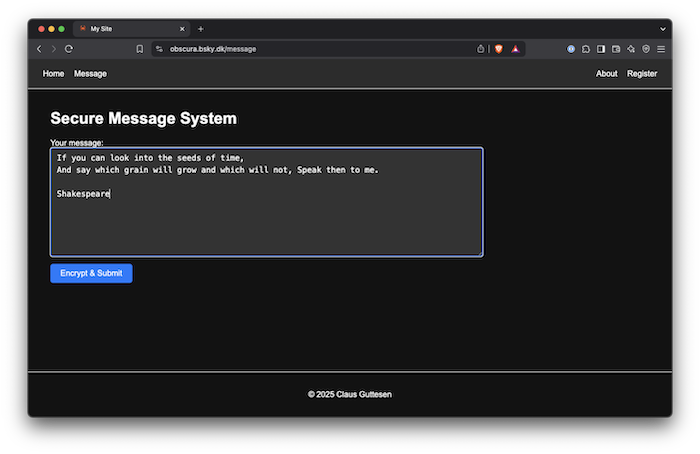 My Site
obscura.bsky.dk/message
Home Message About Register
Secure Message System
Your message:
If you can look into the seeds of time,
And say which grain will grow and which will not, Speak then to me.
Shakespeare
Encrypt & Submit
© 2025 Claus Guttesen